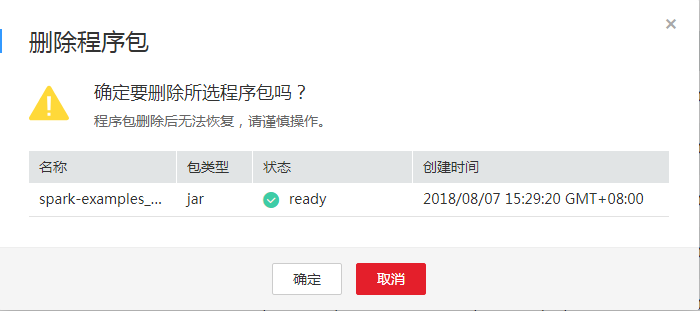 删除程序包
确定要删除所选程序包吗？
程序包删除后无法恢复，请谨慎操作。
名称 包类型 状态 创建时间
spark-examples_... jar ready 2018/08/07 15:29:20 GMT+08:00
确定 取消